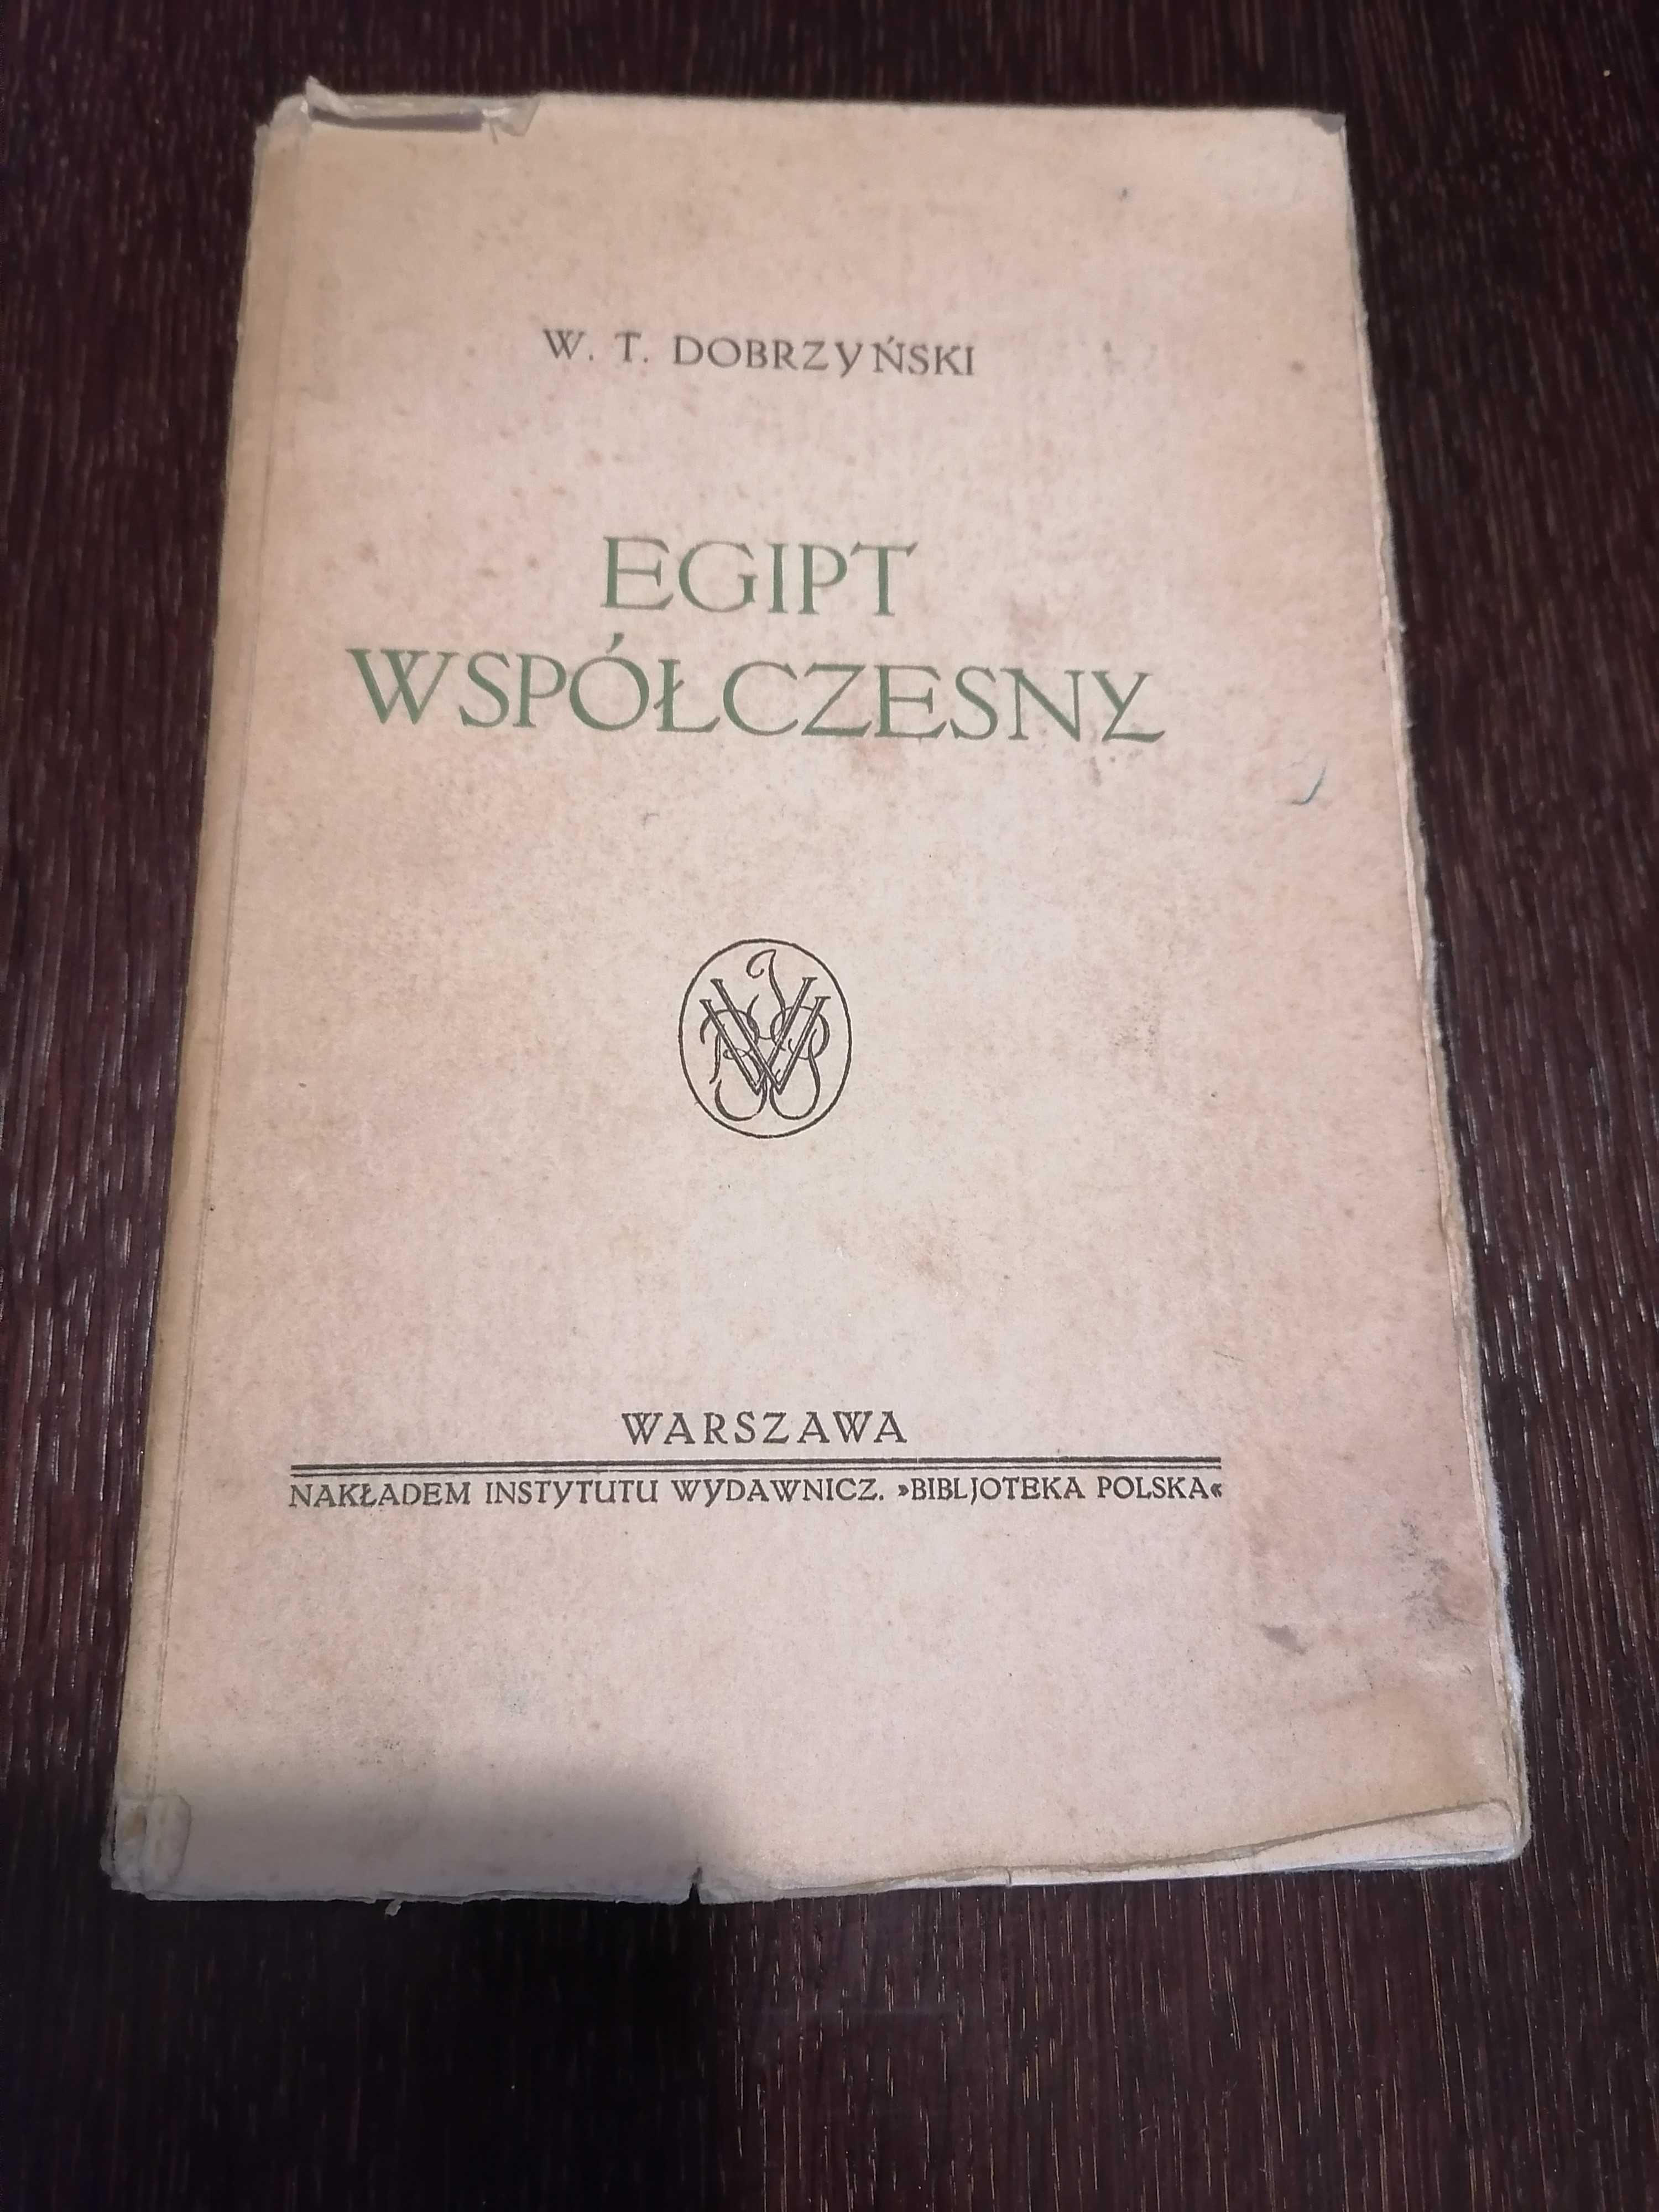 W. T. DOBRZYŃSKI
EGIPT
WSPÓŁCZESNY
WARSZAWA
NAKŁADEM INSTYTUTU WYDAWNICZ. »BIBLJOTEKA POLSKA«